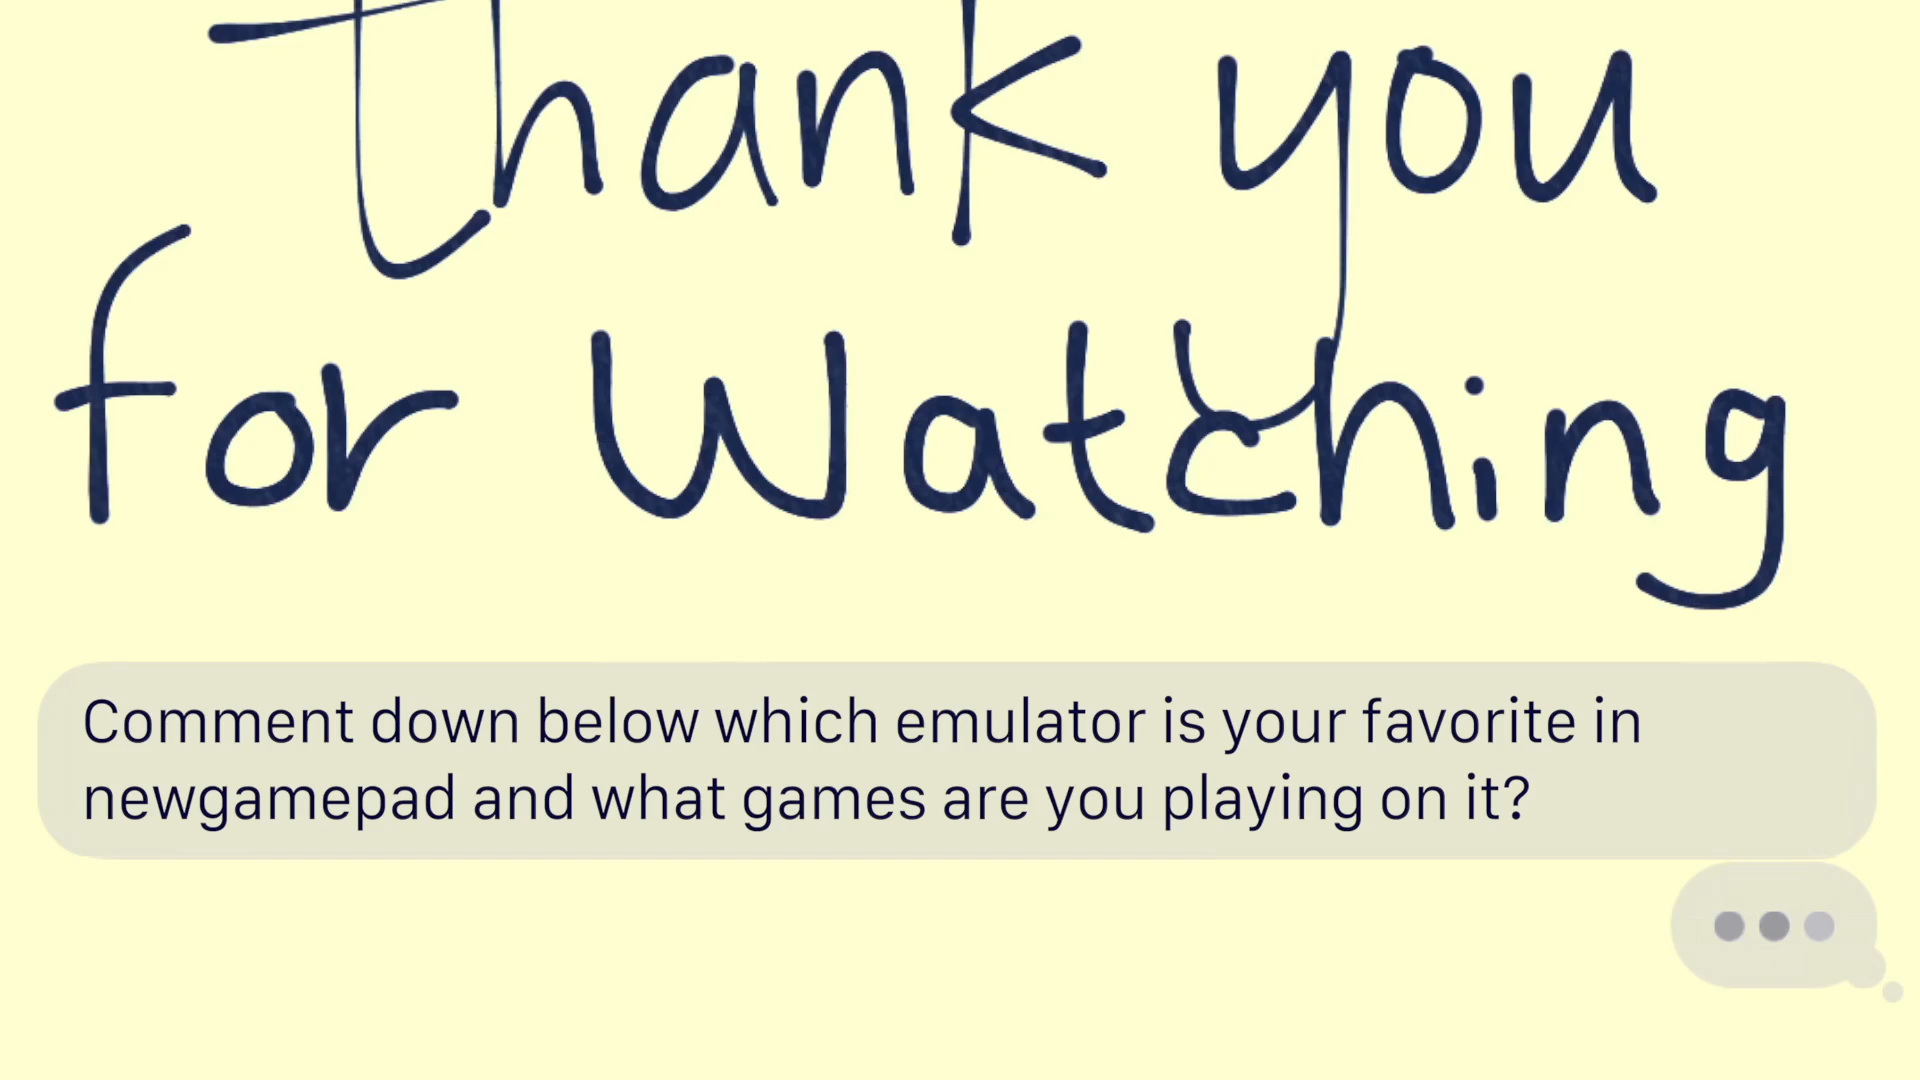 thank you
for Watching
Comment down below which emulator is your favorite in
newgamepad and what games are you playing on it?